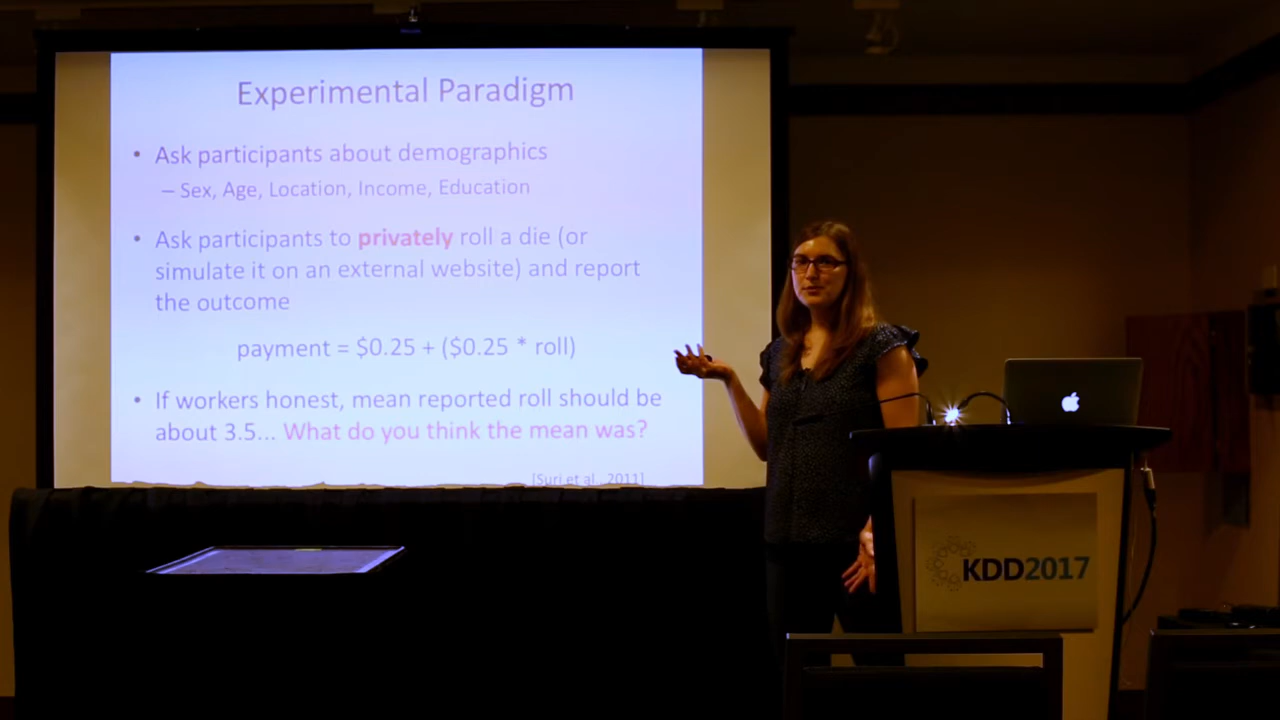 Experimental Paradigm
• Ask participants about demographics
– Sex, Age, Location, Income, Education
• Ask participants to privately roll a die (or
simulate it on an external website) and report
the outcome
payment = $0.25 + ($0.25 * roll)
• If workers honest, mean reported roll should be
about 3.5... What do you think the mean was?
[Suri et al., 2011]
KDD2017